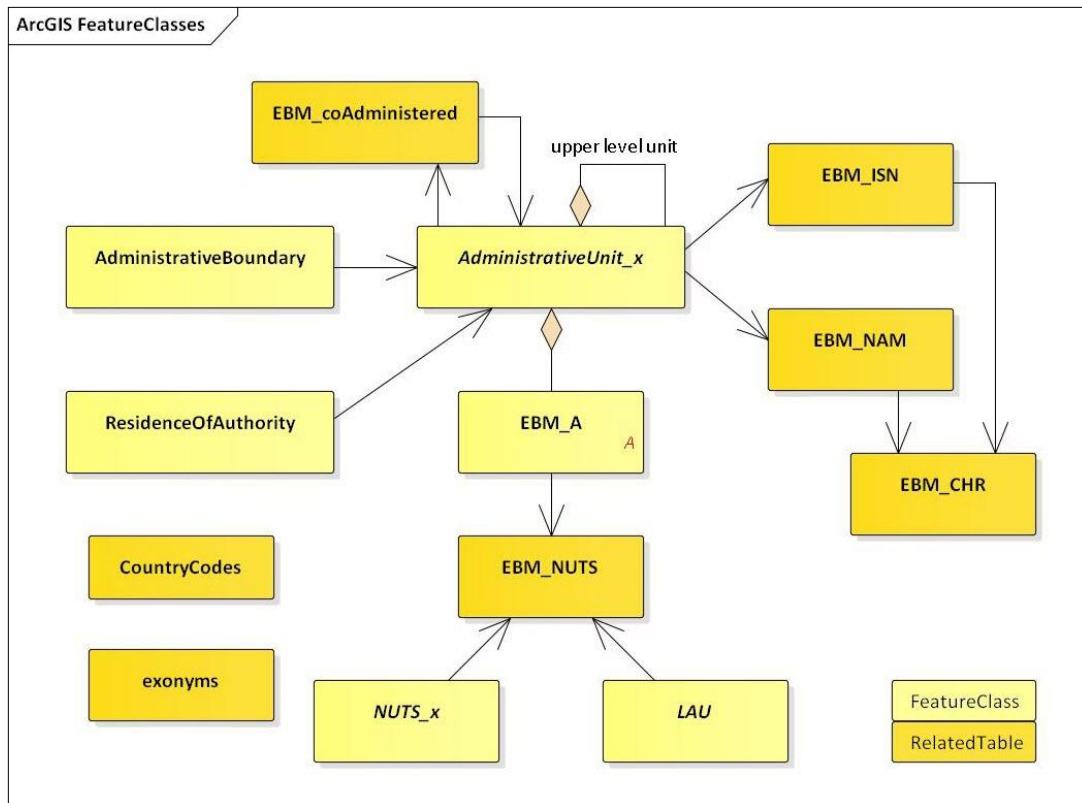 ArcGIS FeatureClasses
EBM_coAdministered
upper level unit
EBM_ISN
AdministrativeBoundary
AdministrativeUnit_x
EBM_NAM
ResidenceOfAuthority
EBM_A
A
EBM_CHR
CountryCodes
EBM_NUTS
exonyms
NUTS_x
LAU
FeatureClass
RelatedTable